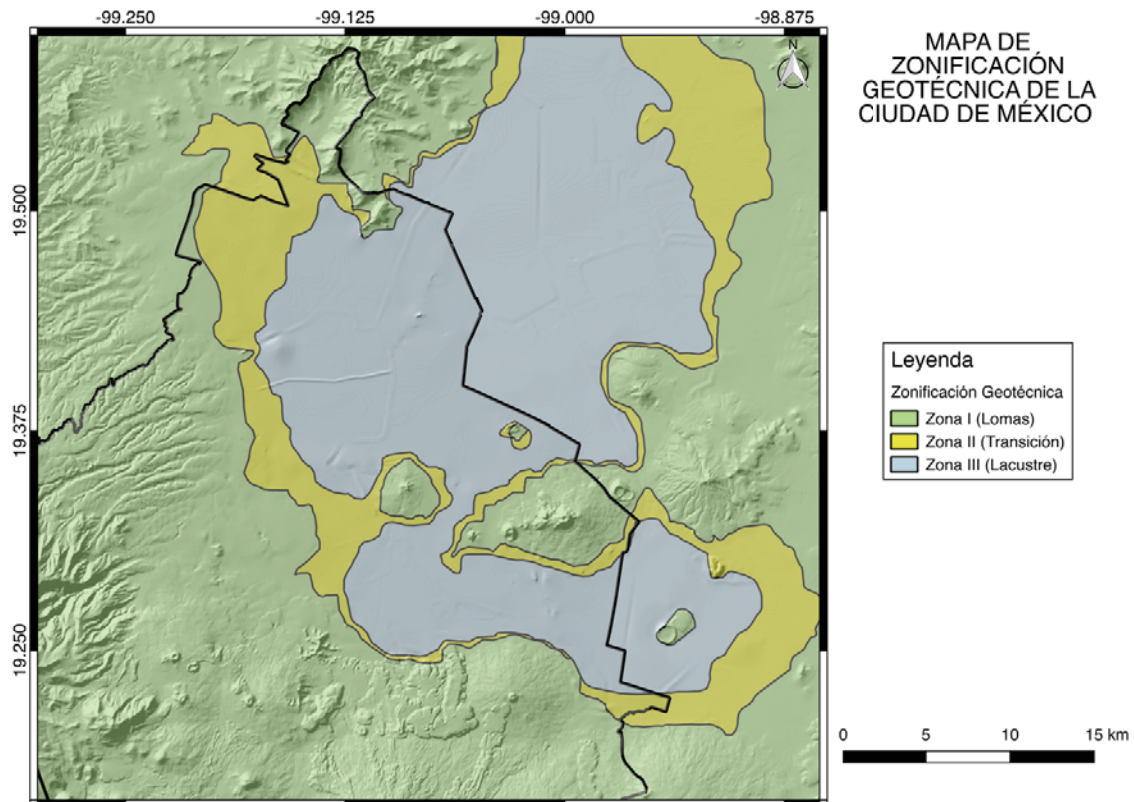 -99.250
-99.125
-99.000
-98.875
N
19.500
19.375
19.250
MAPA DE
ZONIFICACIÓN
GEOTÉCNICA DE LA
CIUDAD DE MÉXICO
Leyenda
Zonificación Geotécnica
Zona I (Lomas)
Zona II (Transición)
Zona III (Lacustre)
0 5 10 15 km